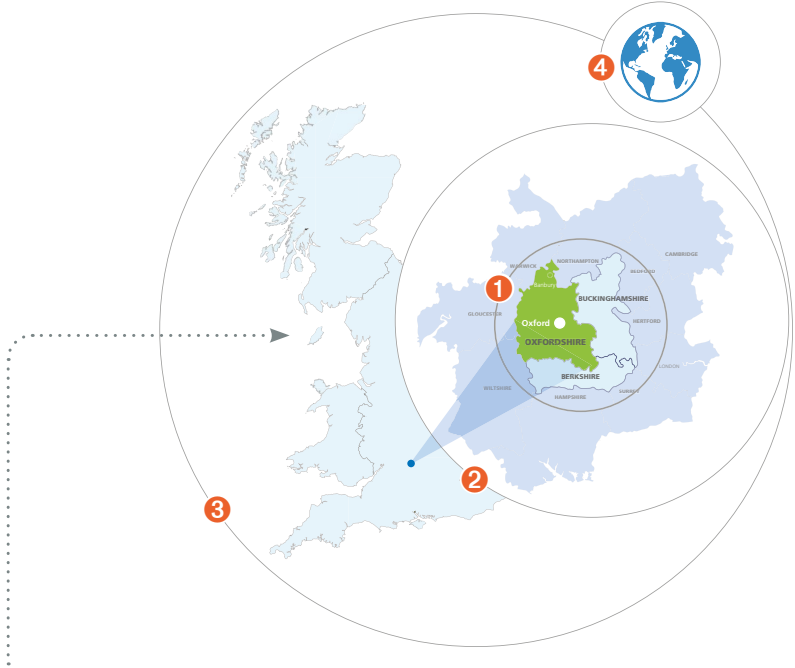 4
WARWICK
NORTHAMPTON
CAMBRIDGE
BEDFORD
1
Banbury
BUCKINGHAMSHIRE
GLOUCESTER
Oxford
HERTFORD
OXFORDSHIRE
LONDON
BERKSHIRE
WILTSHIRE
SURREY
HAMPSHIRE
2
3